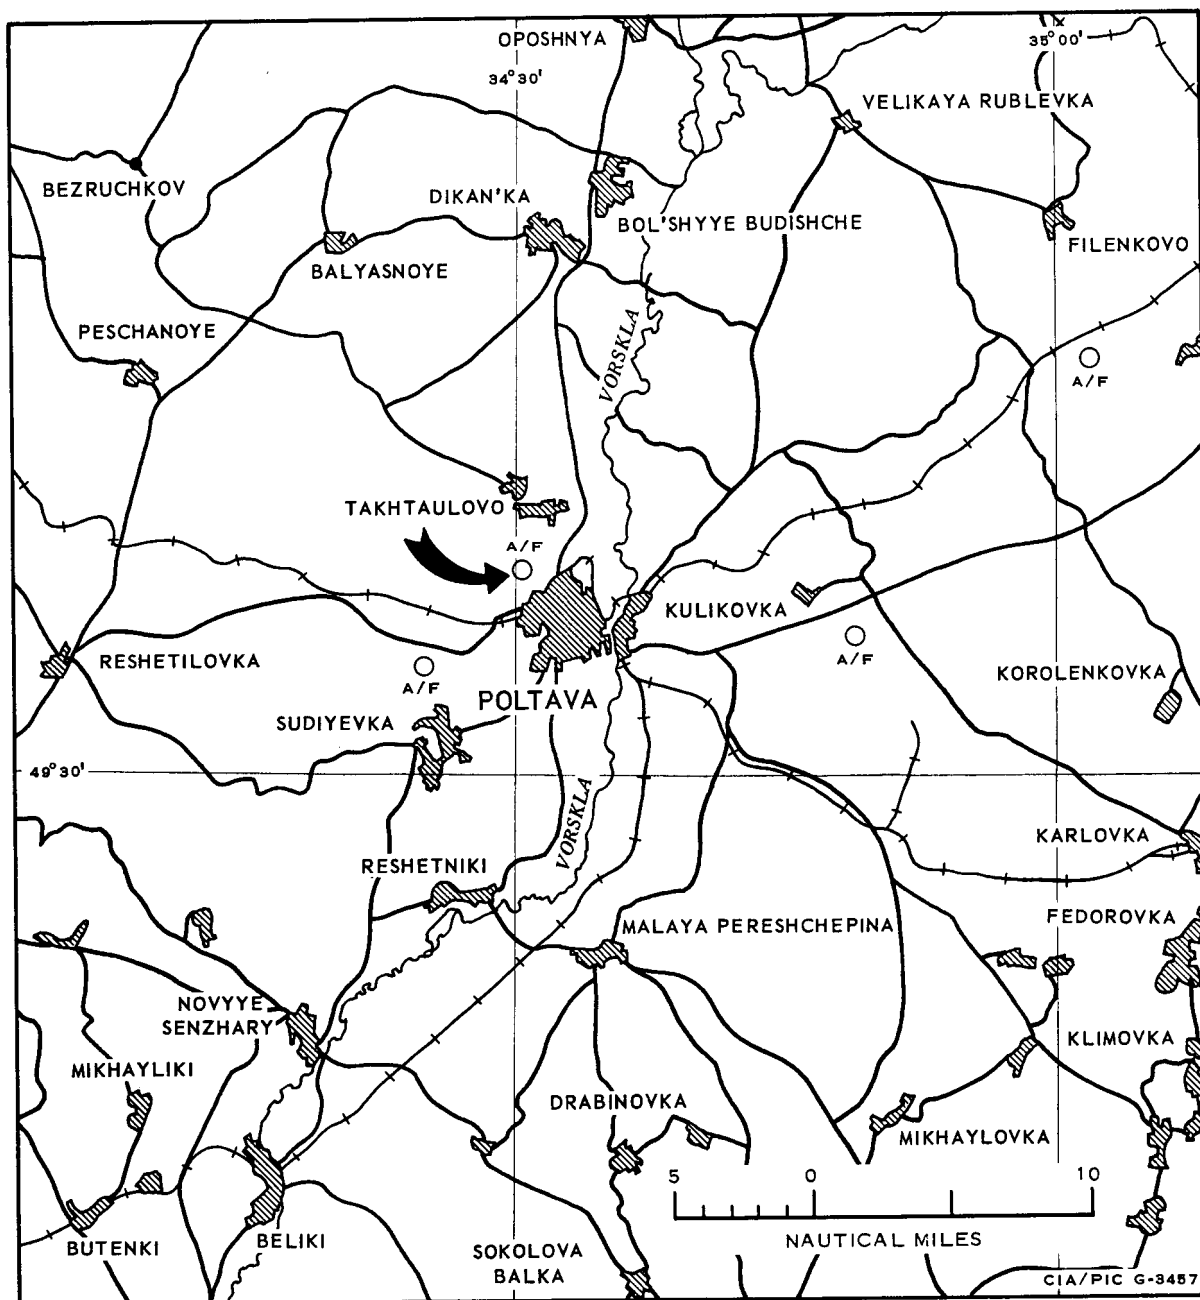 OPOSHNYA
35°00'
34°30'
VELIKAYA RUBLEVKA
BEZRUCHKOV
DIKAN'KA
BOL'SHYYE BUDISHCHE
FILENKOVO
BALYASNOYE
PESCHANOYE
VORSKLA
A/F
TAKHTAULOVO
A/F
KULIKOVKA
RESHETILOVKA
A/F
A/F
KOROLENKOVKA
POLTAVA
SUDIYEVKA
49°30'
VORSKLA
KARLOVKA
RESHETNIKI
FEDOROVKA
MALAYA PERESHCHEPINA
NOVYYE
SENZHARY
KLIMOVKA
MIKHAYLIKI
DRABINOVKA
MIKHAYLOVKA
5 0 10
NAUTICAL MILES
BUTENKI
BELIKI
SOKOLOVA
BALKA
CIA/PIC G-3457